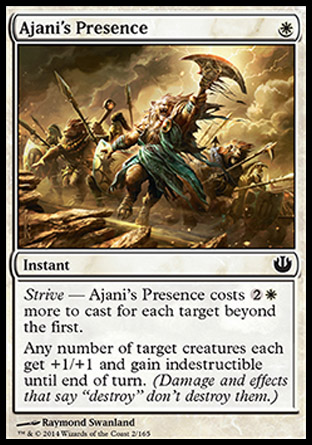 Ajani's Presence
Instant
Strive — Ajani's Presence costs 2
more to cast for each target beyond
the first.
Any number of target creatures each
get +1/+1 and gain indestructible
until end of turn. (Damage and effects
that say "destroy" don't destroy them.)
Raymond Swanland
™ & © 2014 Wizards of the Coast 2/165